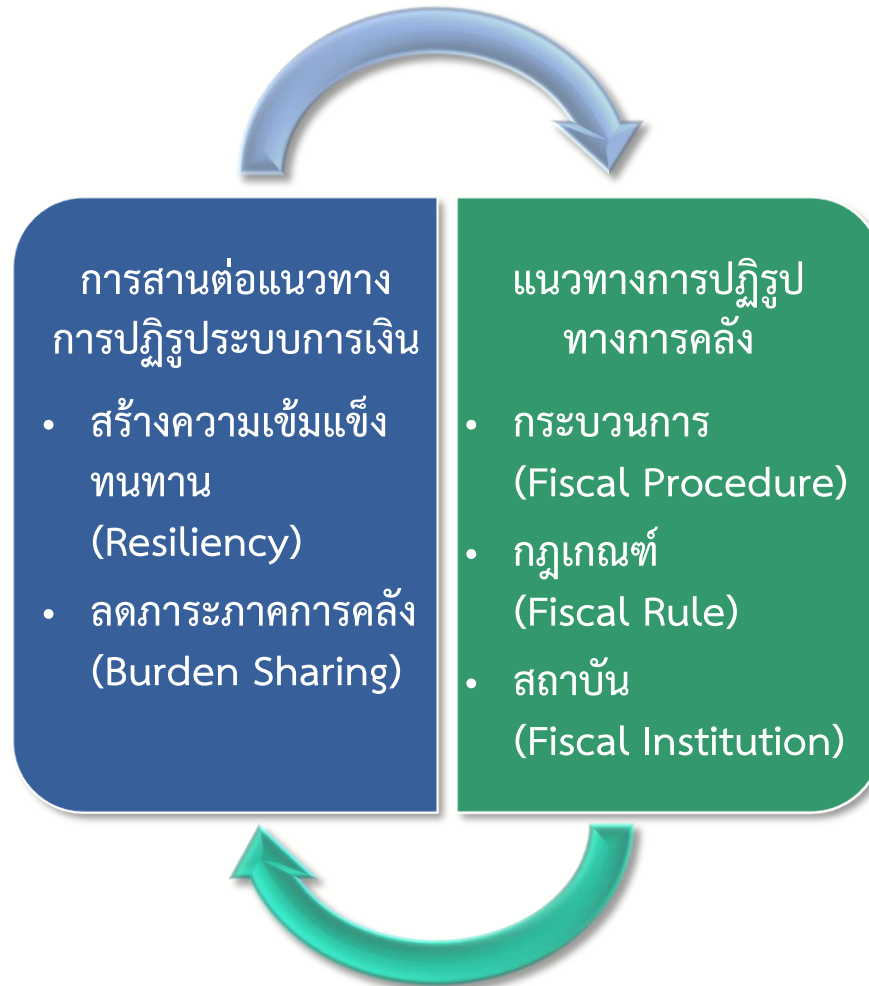 การสานต่อแนวทาง
การปฏิรูประบบการเงิน
• สร้างความเข้มแข็ง
ทนทาน
(Resiliency)
• ลดภาระภาคการคลัง
(Burden Sharing)
แนวทางการปฏิรูป
ทางการคลัง
• กระบวนการ
(Fiscal Procedure)
• กฎเกณฑ์
(Fiscal Rule)
• สถาบัน
(Fiscal Institution)